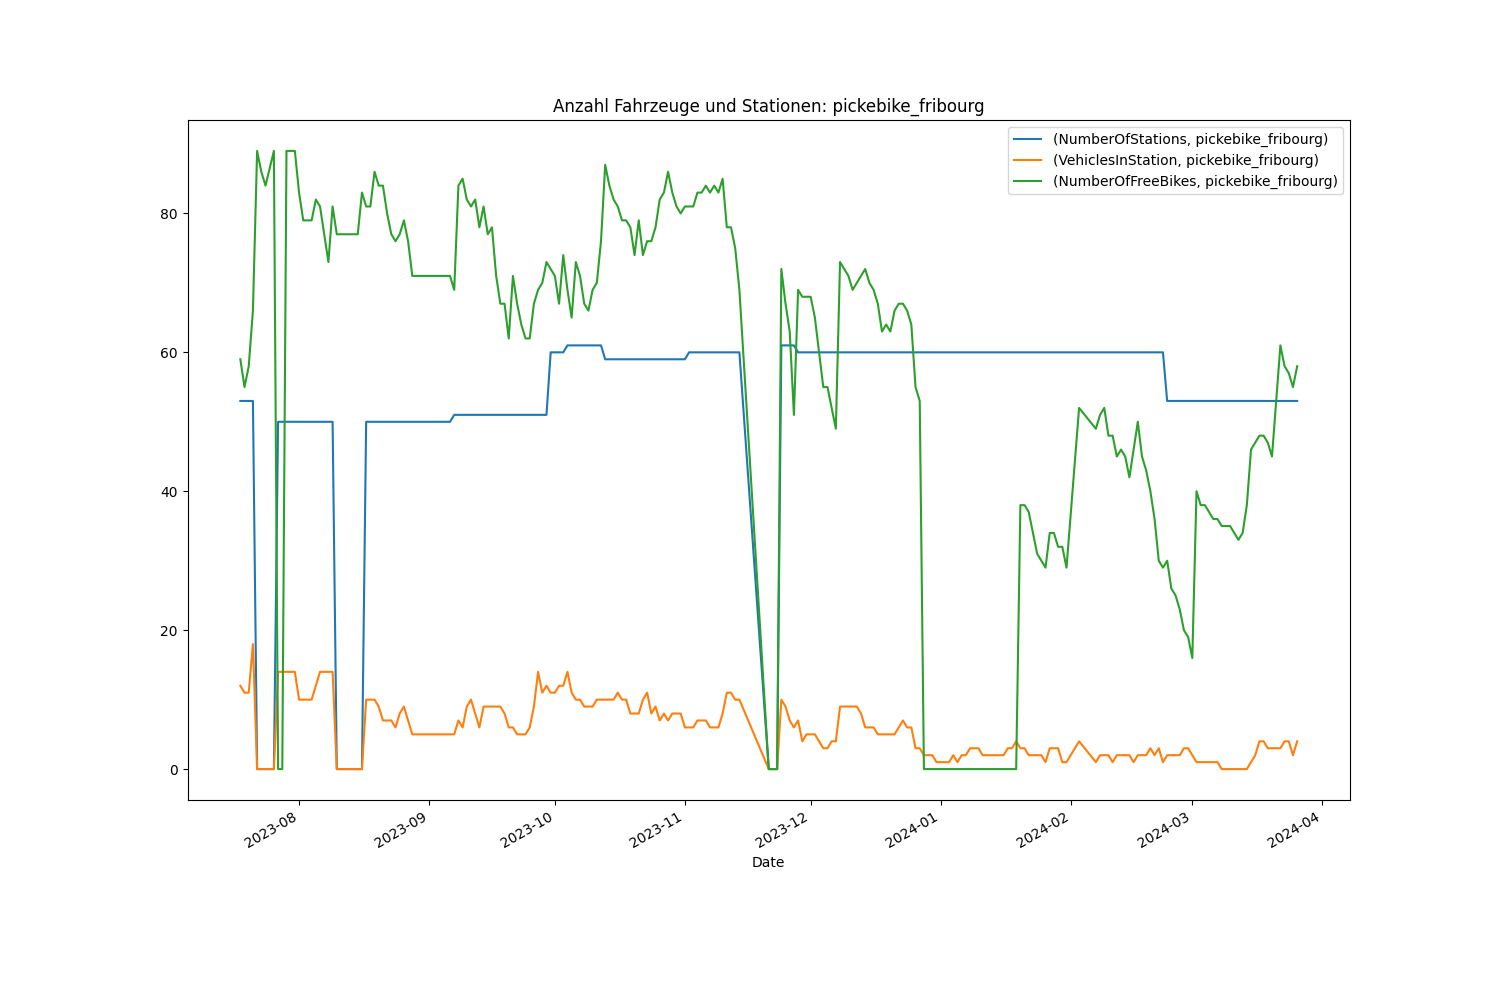 Anzahl Fahrzeuge und Stationen: pickebike_fribourg
(NumberOfStations, pickebike_fribourg)
(VehiclesInStation, pickebike_fribourg)
(NumberOfFreeBikes, pickebike_fribourg)
80
60
40
20
0
2023-08
2023-09
2023-10
2023-11
2023-12
2024-01
2024-02
2024-03
2024-04
Date